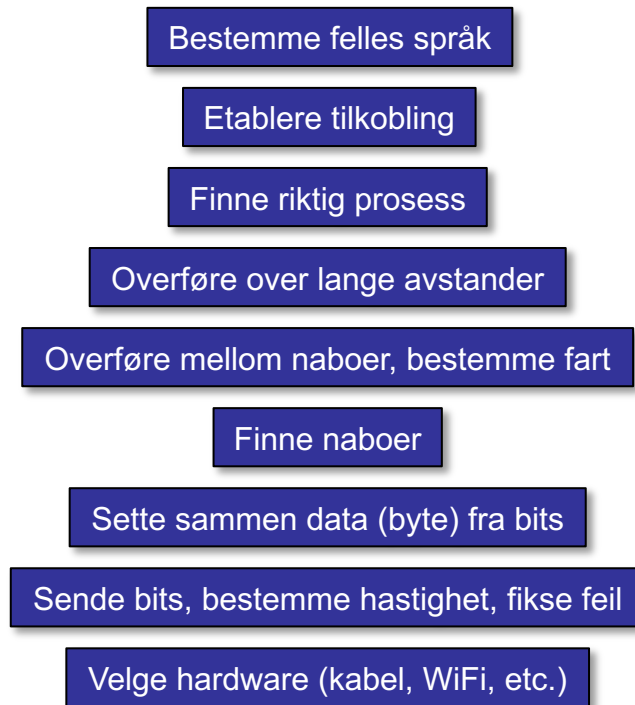 Bestemme felles språk
Etablere tilkobling
Finne riktig prosess
Overføre over lange avstander
Overføre mellom naboer, bestemme fart
Finne naboer
Sette sammen data (byte) fra bits
Sende bits, bestemme hastighet, fikse feil
Velge hardware (kabel, WiFi, etc.)